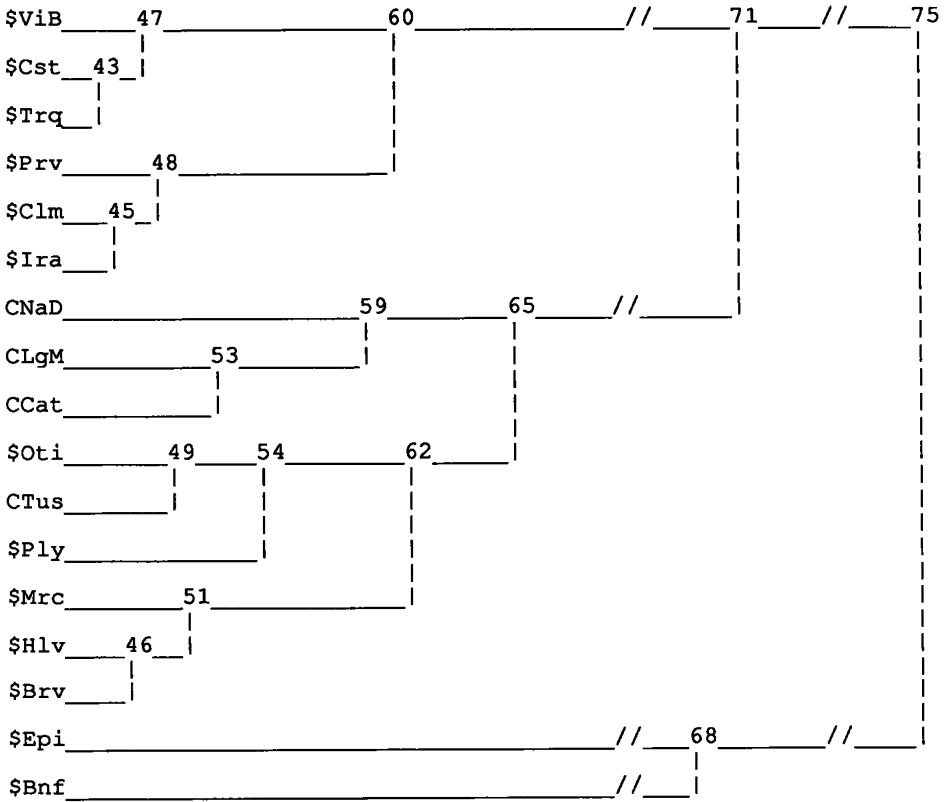 $ViB 47 60 // 71 // 75
$Cst 43
$Trq
$Prv 48
$Clm 45
$Ira
CNaD 59 65 //
CLgM 53
CCat
$Oti 49 54 62
CTus
$Ply
$Mrc 51
$Hlv 46
$Brv
$Epi // 68 //
$Bnf //